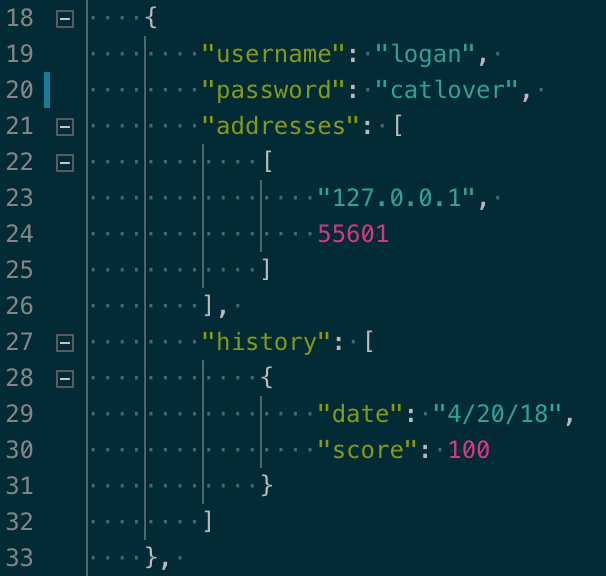 18 {
19 "username": "logan",
20 "password": "catlover",
21 "addresses": [
22 [
23 "127.0.0.1",
24 55601
25 ]
26 ],
27 "history": [
28 {
29 "date": "4/20/18",
30 "score": 100
31 }
32 ]
33 },